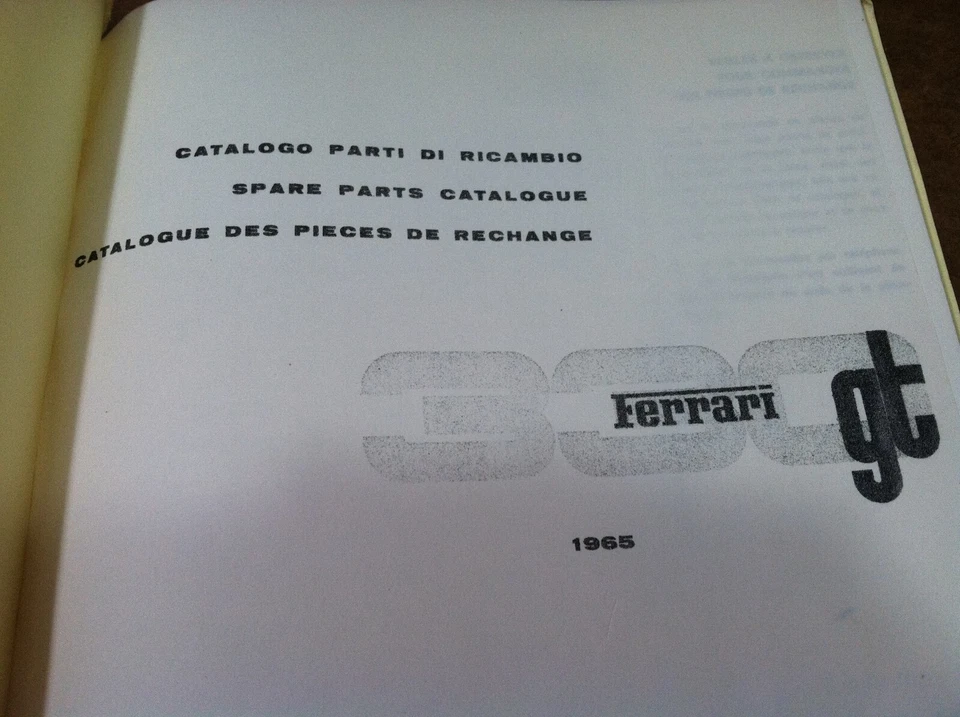 CATALOGO PARTI DI RICAMBIO
SPARE PARTS CATALOGUE
CATALOGUE DES PIECES DE RECHANGE
330 Ferrari gt
1965